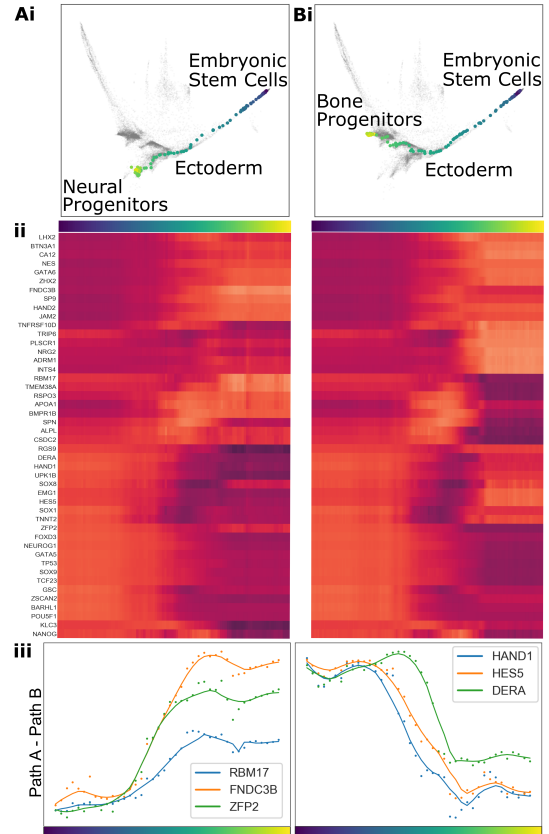 Ai
Embryonic
Stem Cells
Ectoderm
Neural
Progenitors
Bi
Embryonic
Stem Cells
Bone
Progenitors
Ectoderm
ii
LHX2
BTN3A1
CA12
NES
GATA6
ZHX2
FNDC3B
SP9
HAND2
JAM2
TNFRSF10D
TRIP6
PLSCR1
NRG2
ADRM1
INTS4
RBM17
TMEM38A
RSPO3
APOA1
BMPR1B
SPN
ALPL
CSDC2
RGS9
DERA
HAND1
UPK1B
SOX8
EMG1
HES5
SOX1
TNNT2
ZFP2
FOXD3
NEUROG1
GATA5
TP53
SOX9
TCF23
GSC
ZSCAN2
BARHL1
POU5F1
KLC3
NANOG
iii
Path A - Path B
RBM17
FNDC3B
ZFP2
HAND1
HES5
DERA